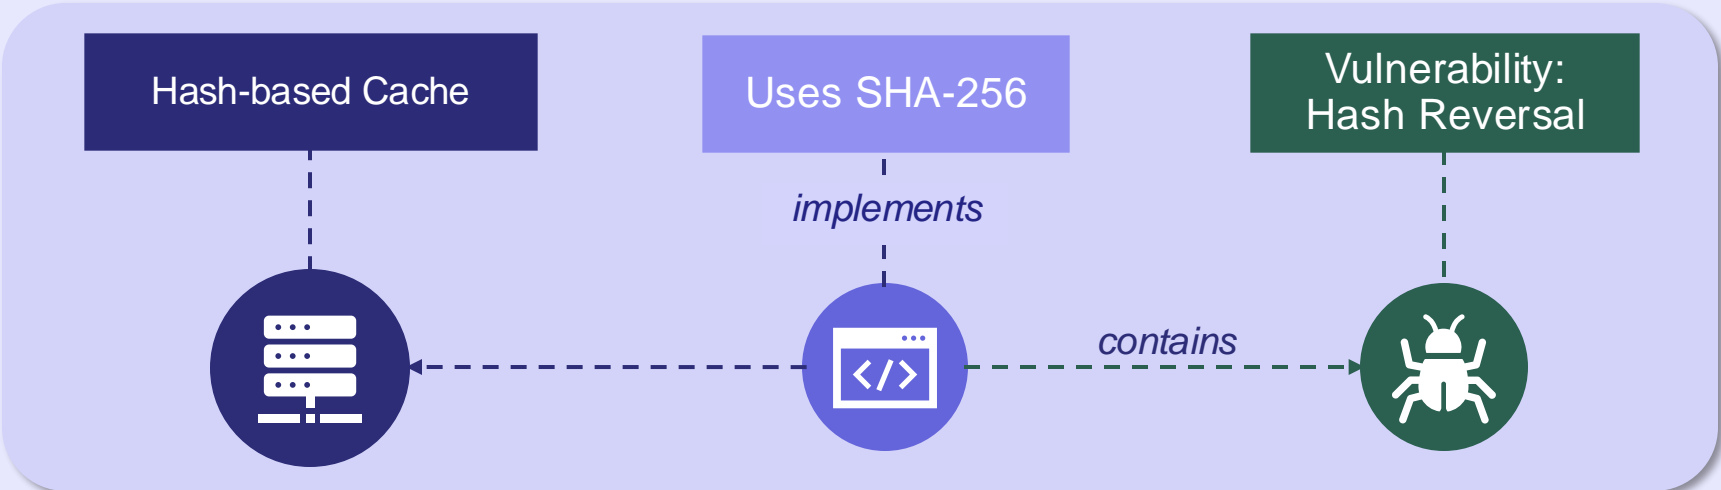 Hash-based Cache
Uses SHA-256
Vulnerability:
Hash Reversal
implements
contains